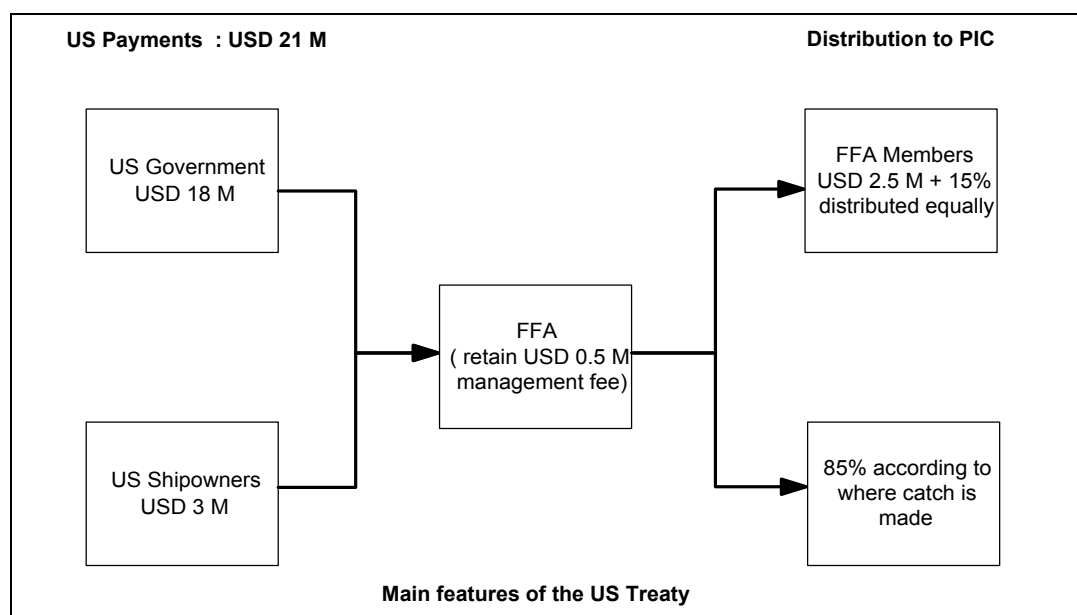 US Payments : USD 21 M
Distribution to PIC
US Government
USD 18 M
FFA Members
USD 2.5 M + 15%
distributed equally
FFA
( retain USD 0.5 M
management fee)
US Shipowners
USD 3 M
85% according to
where catch is
made
Main features of the US Treaty